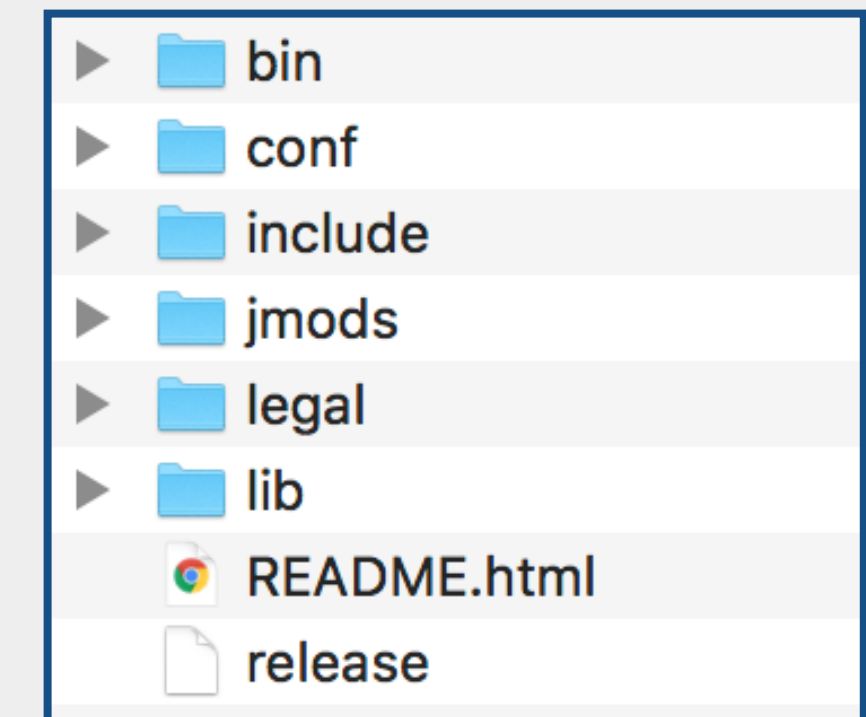 bin
conf
include
jmods
legal
lib
README.html
release